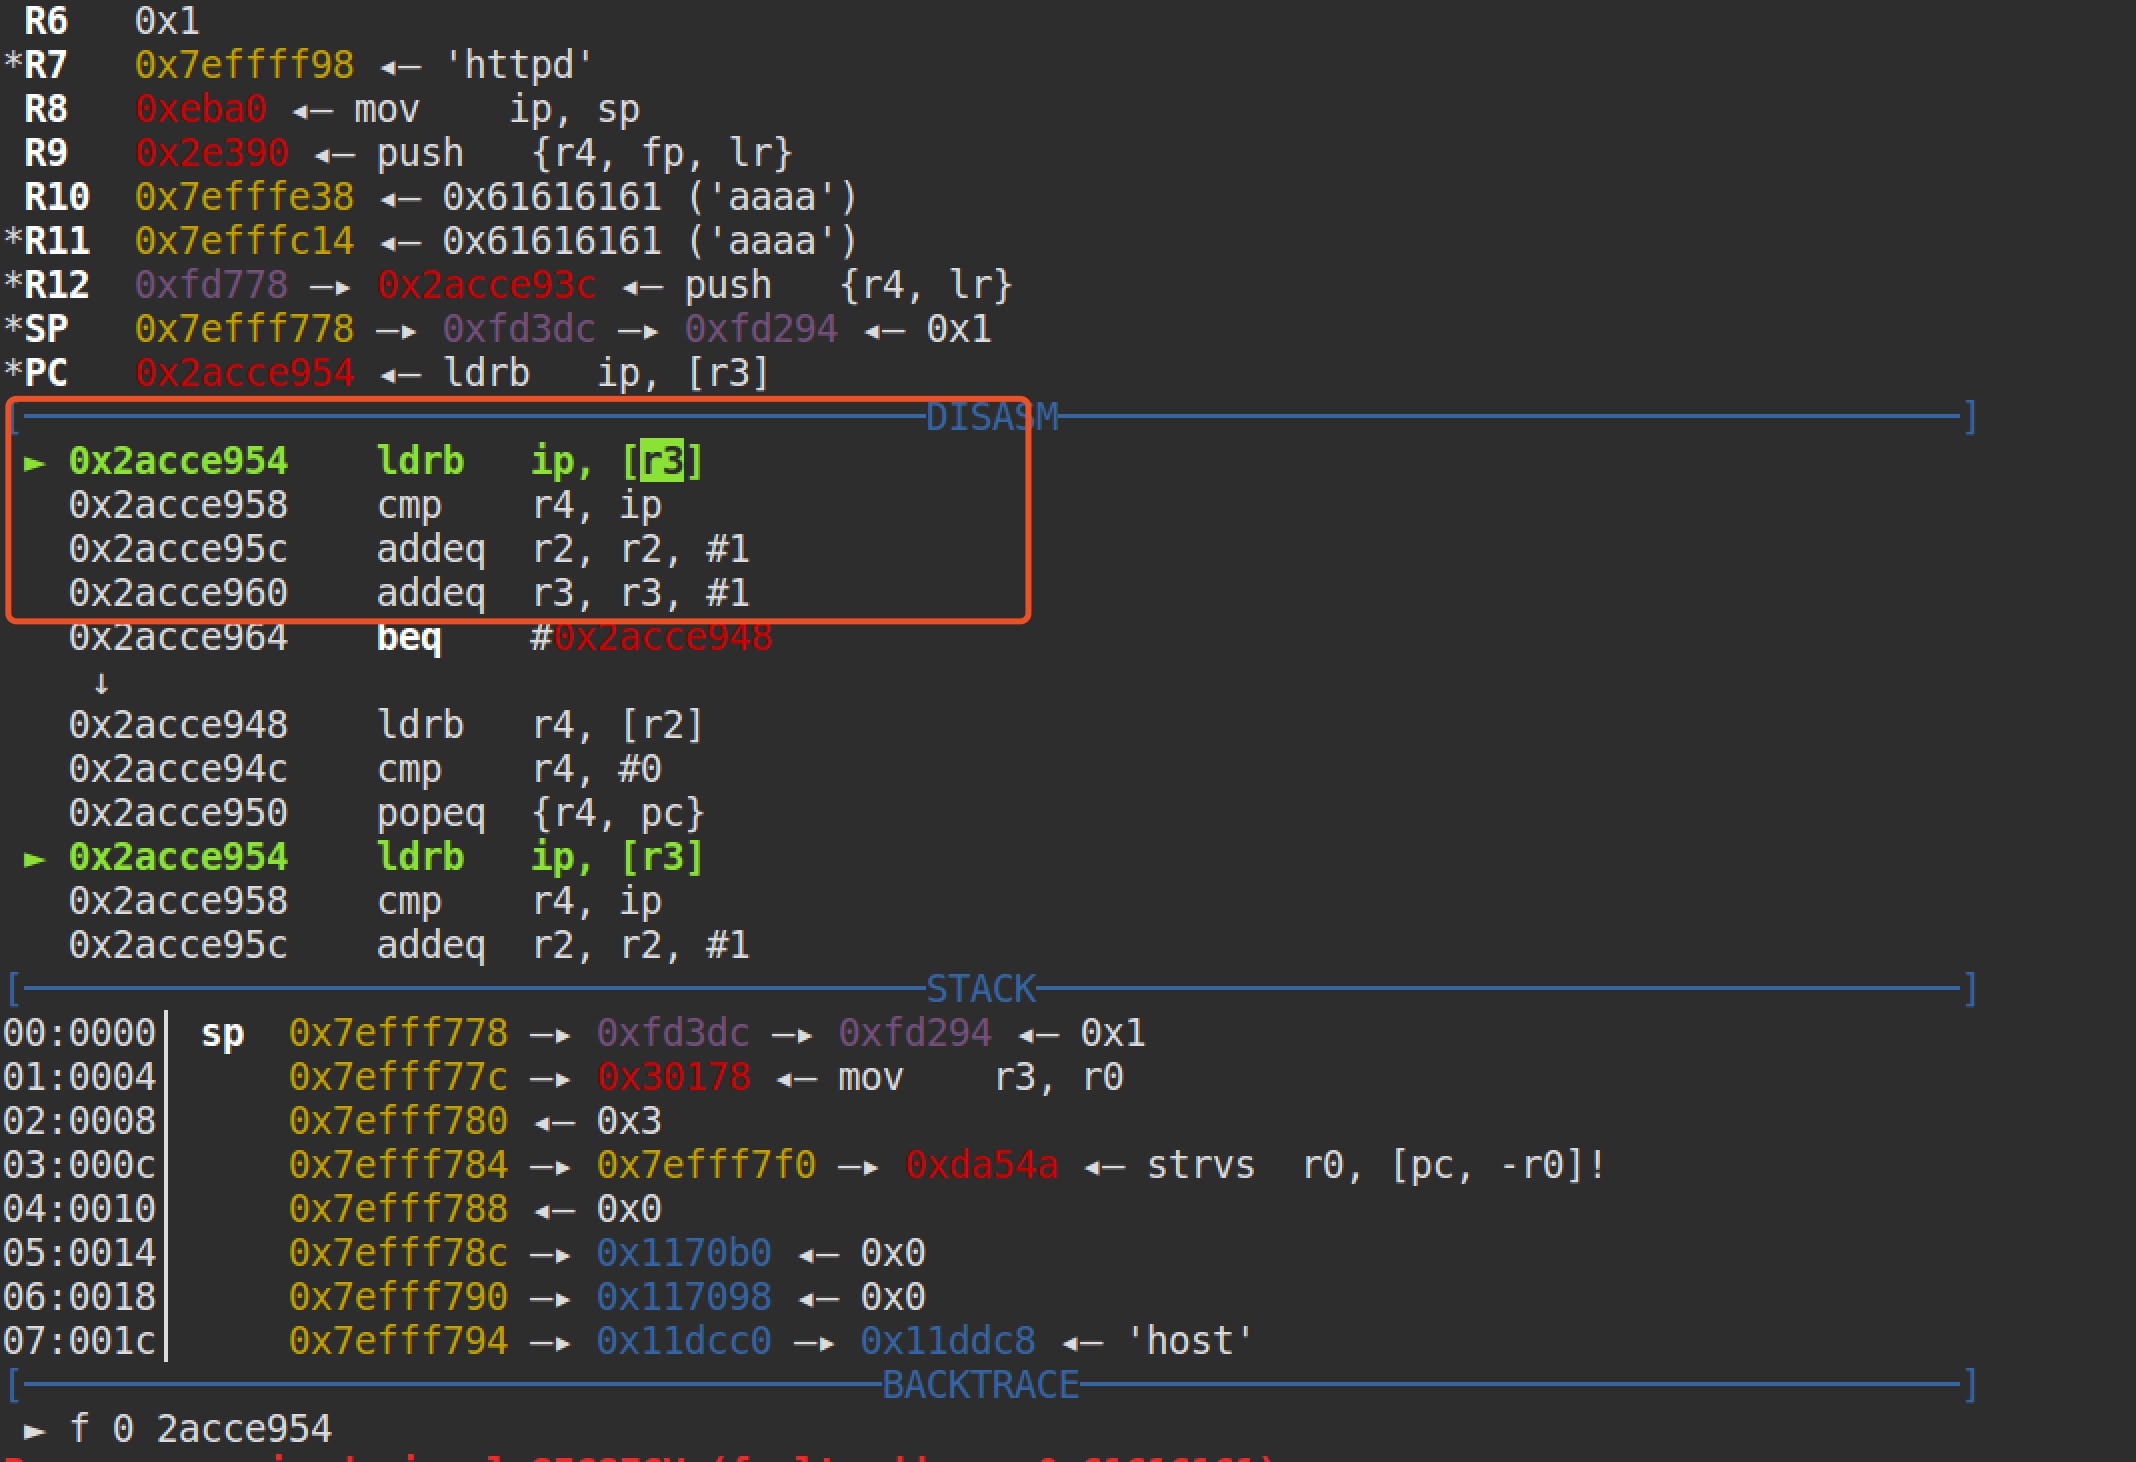 R6 0x1
*R7 0x7effff98 ◂— 'httpd'
R8 0xeba0 ◂— mov ip, sp
R9 0x2e390 ◂— push {r4, fp, lr}
R10 0x7efffe38 ◂— 0x61616161 ('aaaa')
*R11 0x7efffc14 ◂— 0x61616161 ('aaaa')
*R12 0xfd778 —▸ 0x2acce93c ◂— push {r4, lr}
*SP 0x7efff778 —▸ 0xfd3dc —▸ 0xfd294 ◂— 0x1
*PC 0x2acce954 ◂— ldrb ip, [r3]
[ DISASM ]
► 0x2acce954 ldrb ip, [r3]
0x2acce958 cmp r4, ip
0x2acce95c addeq r2, r2, #1
0x2acce960 addeq r3, r3, #1
0x2acce964 beq #0x2acce948
↓
0x2acce948 ldrb r4, [r2]
0x2acce94c cmp r4, #0
0x2acce950 popeq {r4, pc}
► 0x2acce954 ldrb ip, [r3]
0x2acce958 cmp r4, ip
0x2acce95c addeq r2, r2, #1
[ STACK ]
00:0000│ sp 0x7efff778 —▸ 0xfd3dc —▸ 0xfd294 ◂— 0x1
01:0004│ 0x7efff77c —▸ 0x30178 ◂— mov r3, r0
02:0008│ 0x7efff780 ◂— 0x3
03:000c│ 0x7efff784 —▸ 0x7efff7f0 —▸ 0xda54a ◂— strvs r0, [pc, -r0]!
04:0010│ 0x7efff788 ◂— 0x0
05:0014│ 0x7efff78c —▸ 0x1170b0 ◂— 0x0
06:0018│ 0x7efff790 —▸ 0x117098 ◂— 0x0
07:001c│ 0x7efff794 —▸ 0x11dcc0 —▸ 0x11ddc8 ◂— 'host'
[ BACKTRACE ]
► f 0 2acce954